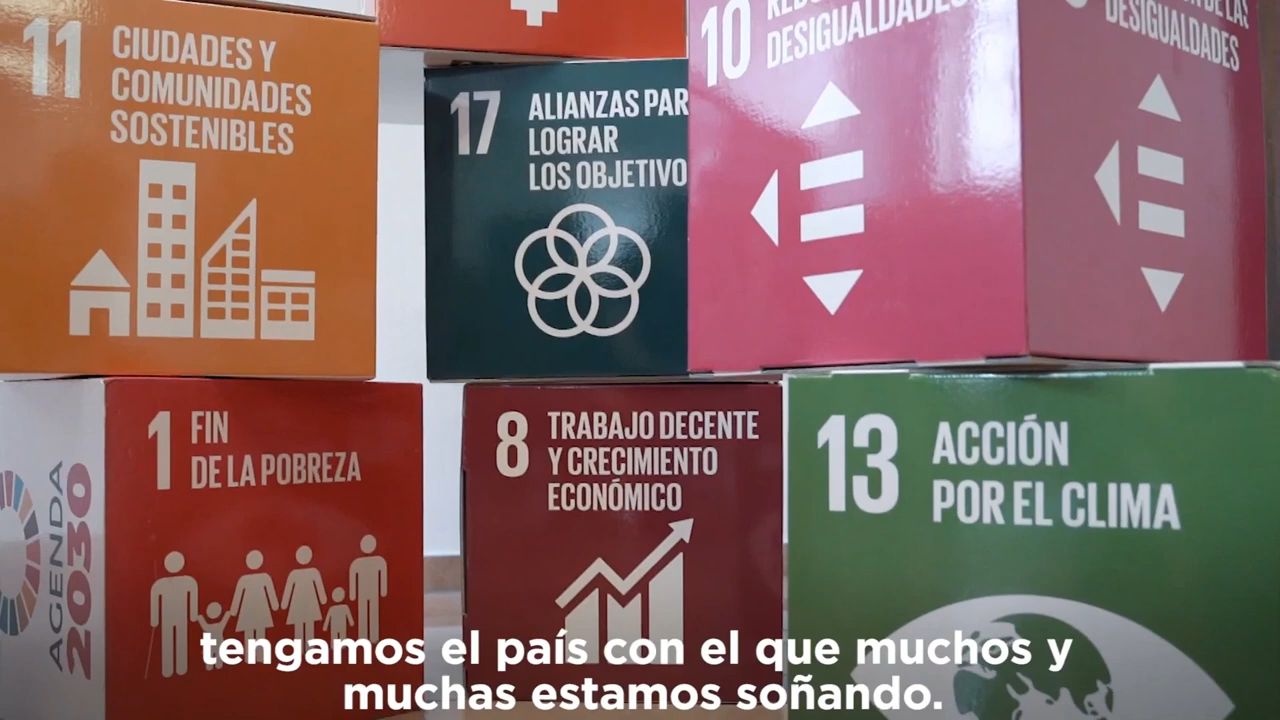 11
CIUDADES Y
COMUNIDADES
SOSTENIBLES
17
ALIANZAS PAR
LOGRAR
LOS OBJETIVO
10
DESIGUALDADES
DE LAS
DESIGUALDADES
1
FIN
DE LA POBREZA
AGENDA
2030
8
TRABAJO DECENTE
Y CRECIMIENTO
ECONÓMICO
13
ACCIÓN
POR EL CLIMA
tengamos el país con el que muchos y
muchas estamos soñando.